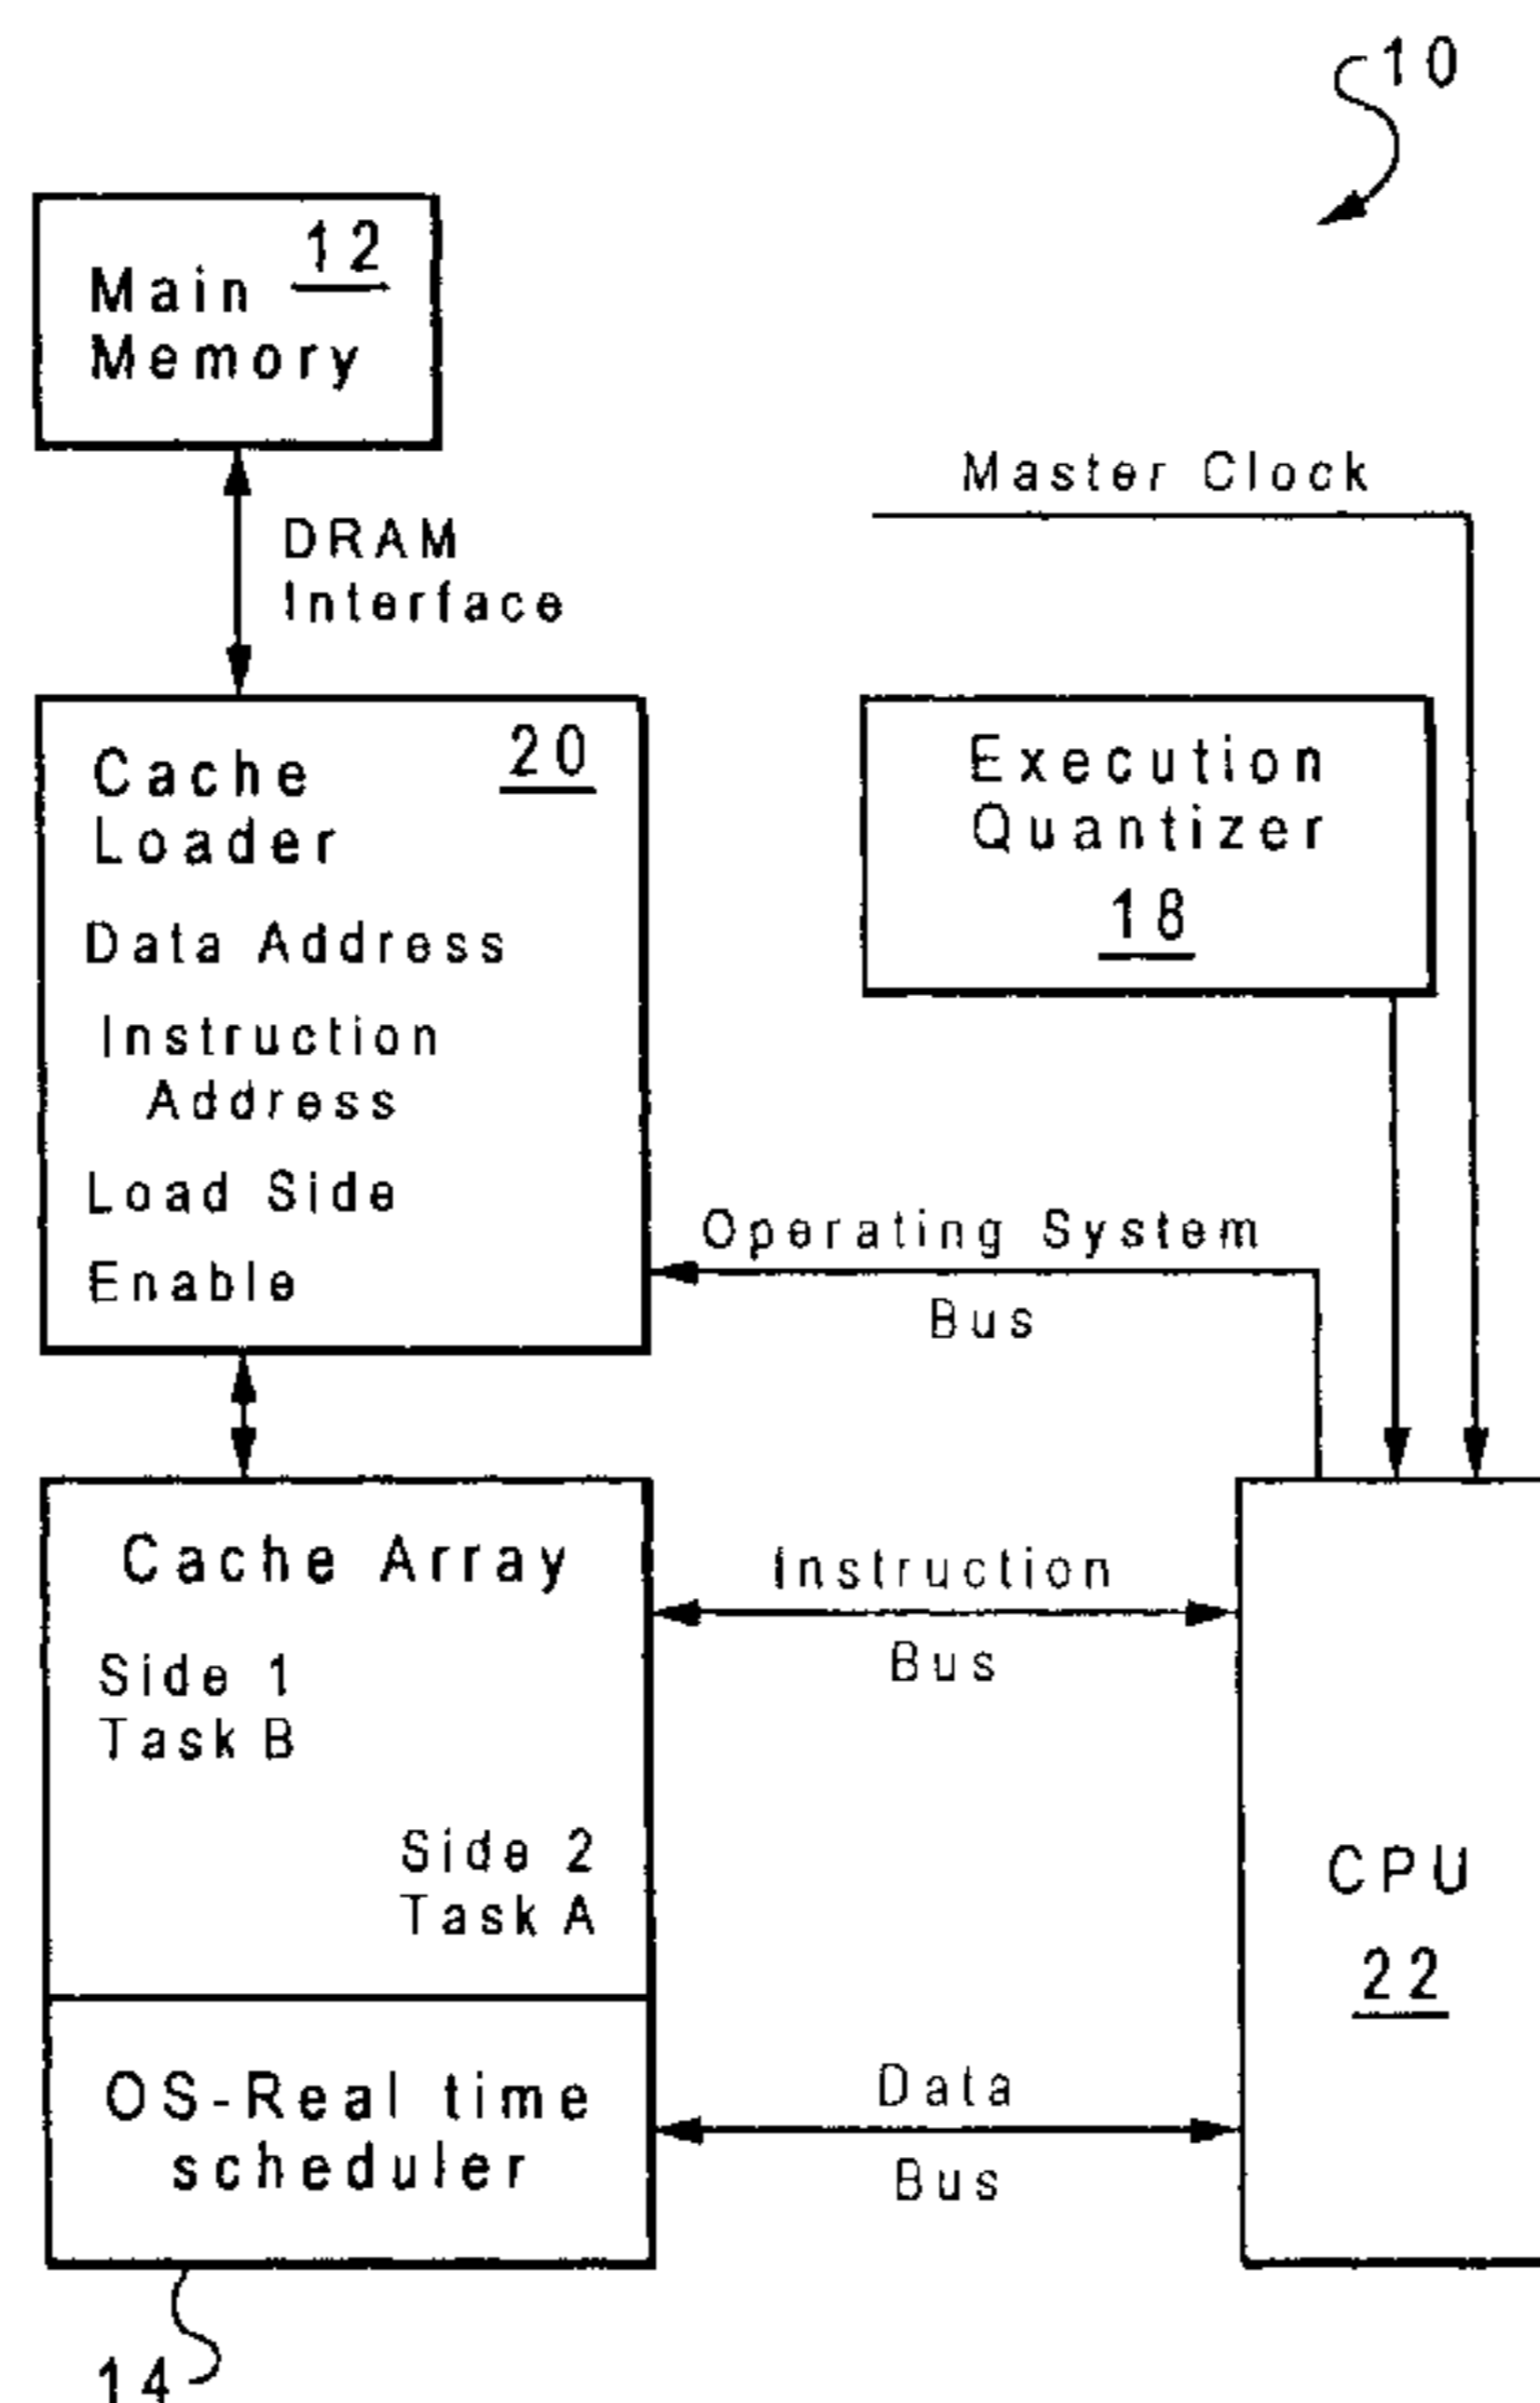 10
12
Main
Memory
DRAM
Interface
Master Clock
20
Cache
Loader
Data Address
Instruction
Address
Load Side
Enable
Execution
Quantizer
18
Operating System
Bus
Cache Array
Side 1
Task B
Side 2
Task A
OS-Real time
scheduler
Instruction
Bus
Data
Bus
CPU
22
14